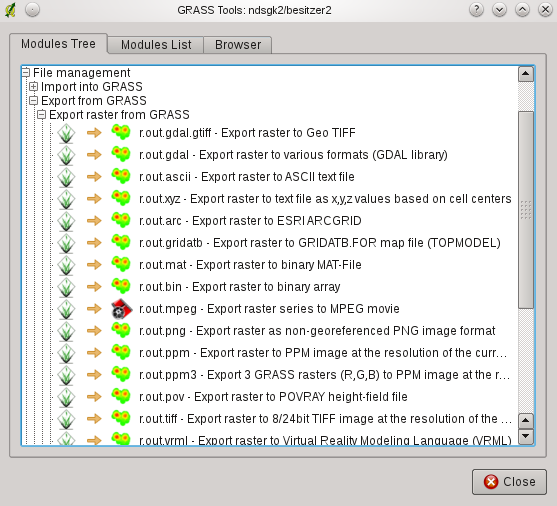 GRASS Tools: ndsgk2/besitzer2
Modules Tree
Modules List
Browser
File management
Import into GRASS
Export from GRASS
Export raster from GRASS
r.out.gdal.gtiff - Export raster to Geo TIFF
r.out.gdal - Export raster to various formats (GDAL library)
r.out.ascii - Export raster to ASCII text file
r.out.xyz - Export raster to text file as x,y,z values based on cell centers
r.out.arc - Export raster to ESRI ARCGRID
r.out.gridatb - Export raster to GRIDATB.FOR map file (TOPMODEL)
r.out.mat - Export raster to binary MAT-File
r.out.bin - Export raster to binary array
r.out.mpeg - Export raster series to MPEG movie
r.out.png - Export raster as non-georeferenced PNG image format
r.out.ppm - Export raster to PPM image at the resolution of the curr...
r.out.ppm3 - Export 3 GRASS rasters (R,G,B) to PPM image at the r...
r.out.pov - Export raster to POVRAY height-field file
r.out.tiff - Export raster to 8/24bit TIFF image at the resolution of the ...
r.out.vrml - Export raster to Virtual Reality Modeling Language (VRML)
Close